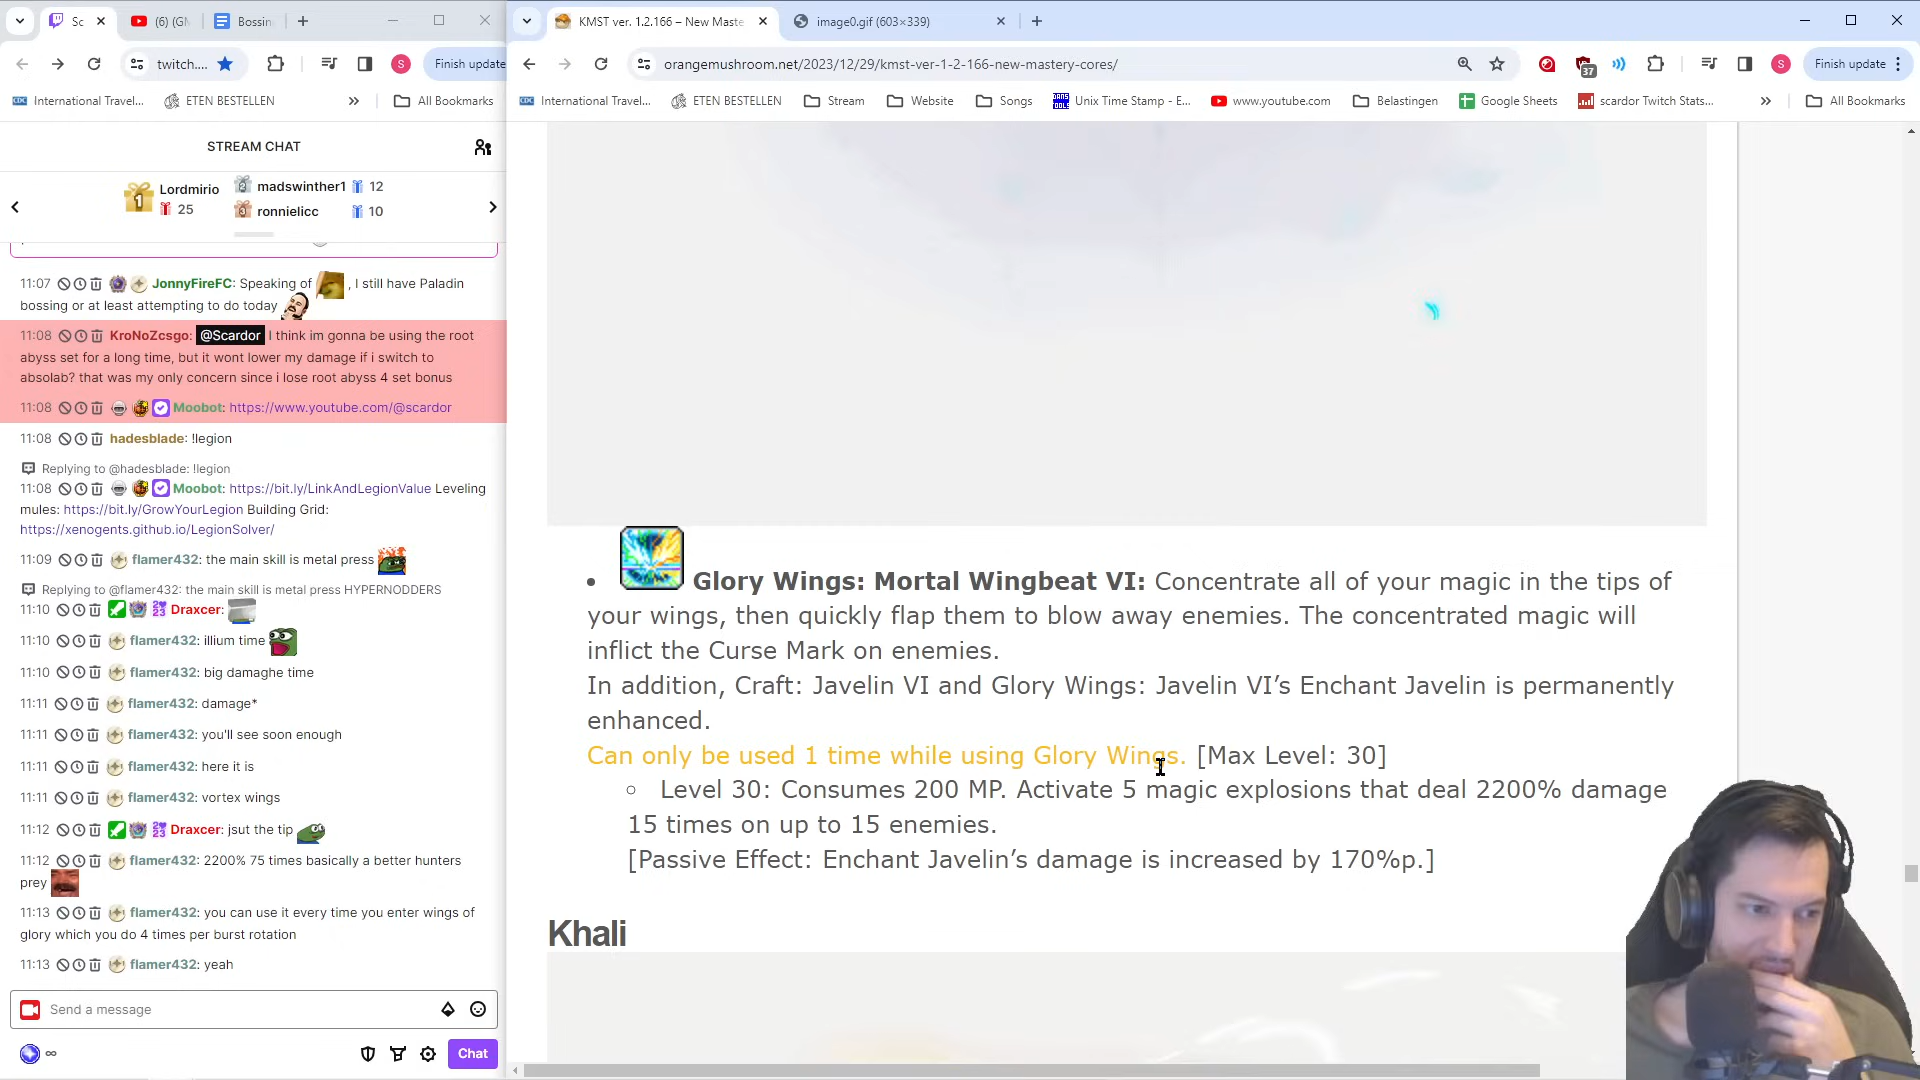 Sc
(6) (GM
Bossin
KMST ver. 1.2.166 – New Maste
image0.gif (603×339)
twitch....
S
Finish update
orangemushroom.net/2023/12/29/kmst-ver-1-2-166-new-mastery-cores/
37
S
Finish update
International Travel...
ETEN BESTELLEN
All Bookmarks
International Travel...
ETEN BESTELLEN
Stream
Website
Songs
Unix Time Stamp - E...
www.youtube.com
Belastingen
Google Sheets
scardor Twitch Stats...
All Bookmarks
STREAM CHAT
1 Lordmirio 25
2 madswinther1 12
3 ronnielicc 10
11:07 JonnyFireFC: Speaking of , I still have Paladin
bossing or at least attempting to do today
11:08 KroNoZcsgo: @Scardor I think im gonna be using the root
abyss set for a long time, but it wont lower my damage if i switch to
absolab? that was my only concern since i lose root abyss 4 set bonus
11:08 Moobot: https://www.youtube.com/@scardor
11:08 hadesblade: !legion
Replying to @hadesblade: !legion
11:08 Moobot: https://bit.ly/LinkAndLegionValue Leveling
mules: https://bit.ly/GrowYourLegion Building Grid:
https://xenogents.github.io/LegionSolver/
11:09 flamer432: the main skill is metal press
Replying to @flamer432: the main skill is metal press HYPERNODDERS
11:10 Draxcer:
11:10 flamer432: illium time
11:10 flamer432: big damaghe time
11:11 flamer432: damage*
11:11 flamer432: you'll see soon enough
11:11 flamer432: here it is
11:11 flamer432: vortex wings
11:12 Draxcer: jsut the tip
11:12 flamer432: 2200% 75 times basically a better hunters
prey
11:13 flamer432: you can use it every time you enter wings of
glory which you do 4 times per burst rotation
11:13 flamer432: yeah
Send a message
∞
Chat
Glory Wings: Mortal Wingbeat VI: Concentrate all of your magic in the tips of
your wings, then quickly flap them to blow away enemies. The concentrated magic will
inflict the Curse Mark on enemies.
In addition, Craft: Javelin VI and Glory Wings: Javelin VI’s Enchant Javelin is permanently
enhanced.
Can only be used 1 time while using Glory Wings. [Max Level: 30]
Level 30: Consumes 200 MP. Activate 5 magic explosions that deal 2200% damage
15 times on up to 15 enemies.
[Passive Effect: Enchant Javelin’s damage is increased by 170%p.]
Khali